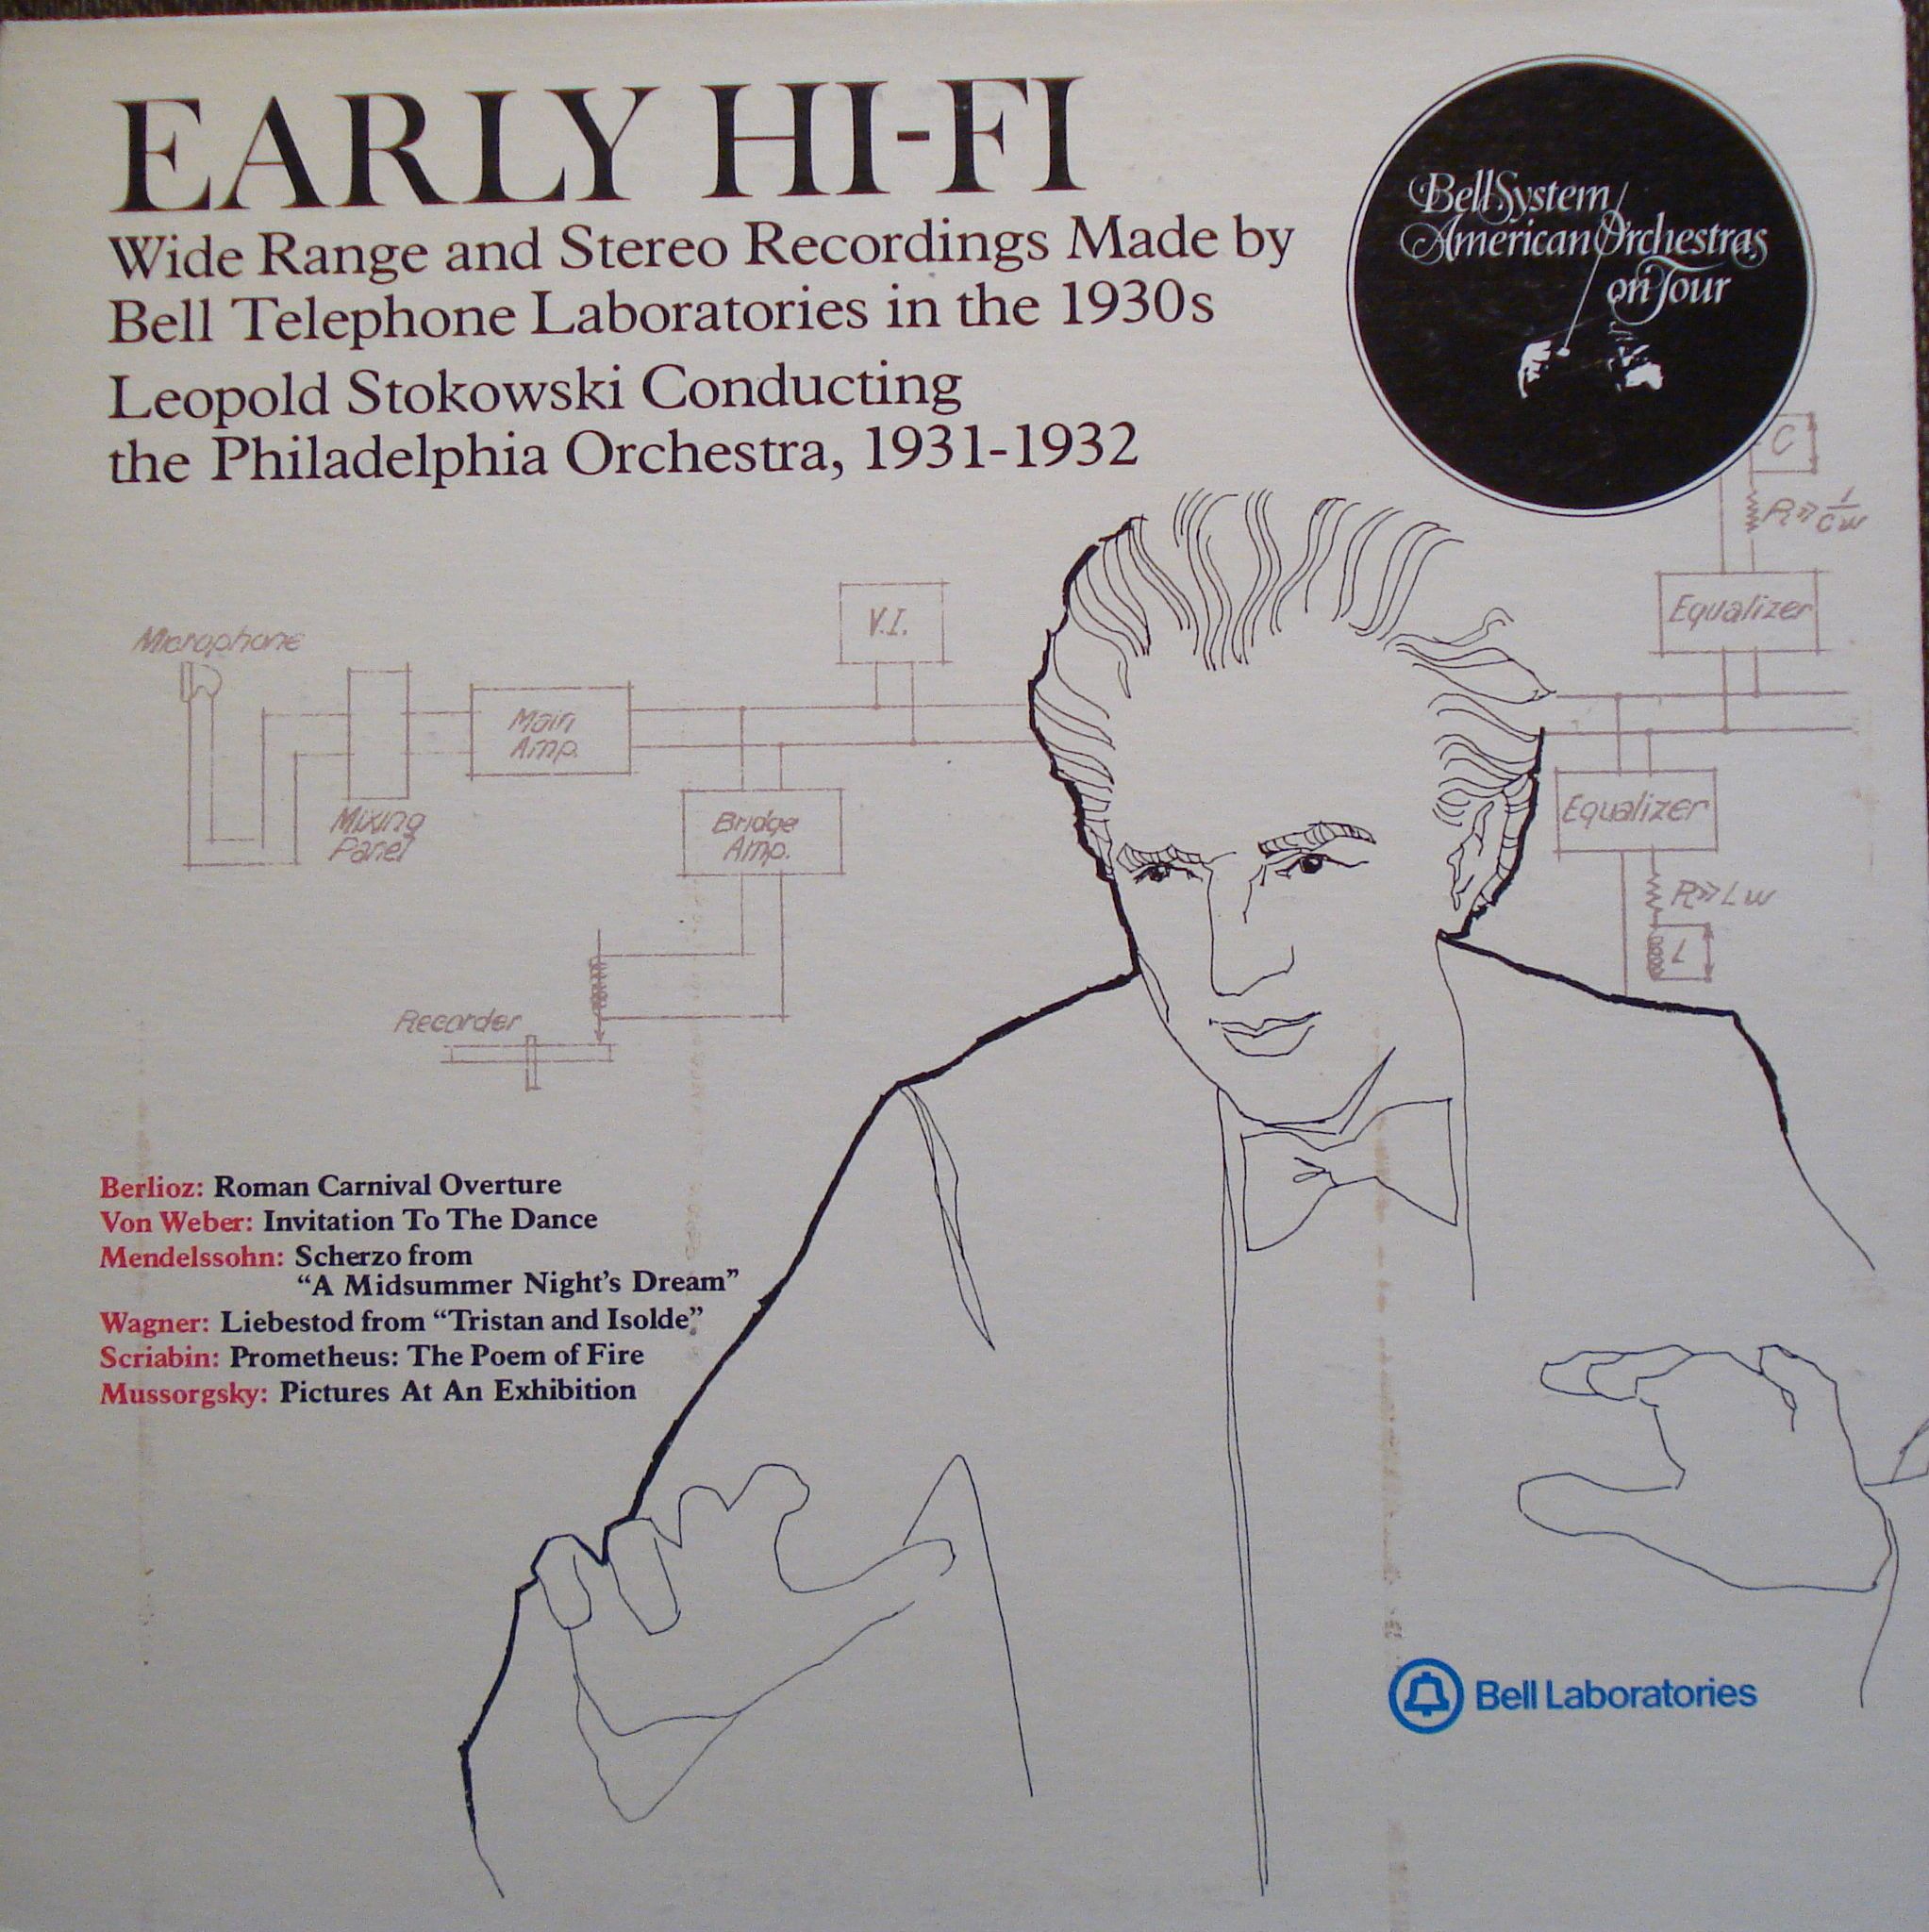 EARLY HI-FI
Wide Range and Stereo Recordings Made by
Bell Telephone Laboratories in the 1930s
Leopold Stokowski Conducting
the Philadelphia Orchestra, 1931-1932
Bell System
American Orchestras
on Tour
C
R≫1/Cω
Equalizer
Microphone
V.I.
Main
Amp.
Mixing
Panel
Bridge
Amp.
Equalizer
R≫Lω
L
Recorder
Berlioz: Roman Carnival Overture
Von Weber: Invitation To The Dance
Mendelssohn: Scherzo from
“A Midsummer Night's Dream”
Wagner: Liebestod from “Tristan and Isolde”
Scriabin: Prometheus: The Poem of Fire
Mussorgsky: Pictures At An Exhibition
Bell Laboratories